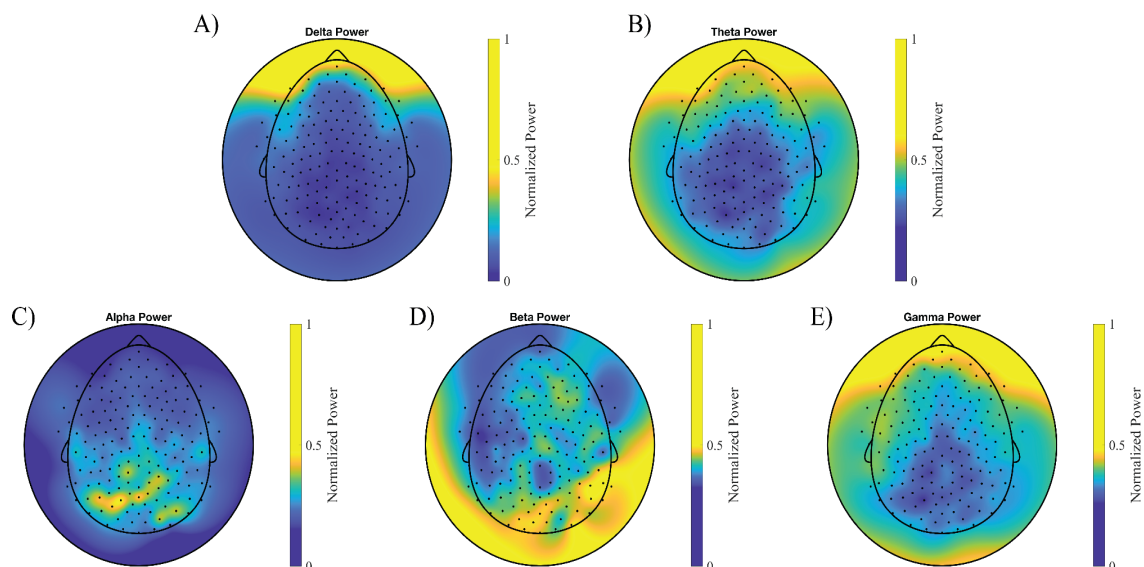 A)
Delta Power
1
0.5
0
Normalized Power
B)
Theta Power
1
0.5
0
Normalized Power
C)
Alpha Power
1
0.5
0
Normalized Power
D)
Beta Power
1
0.5
0
Normalized Power
E)
Gamma Power
1
0.5
0
Normalized Power